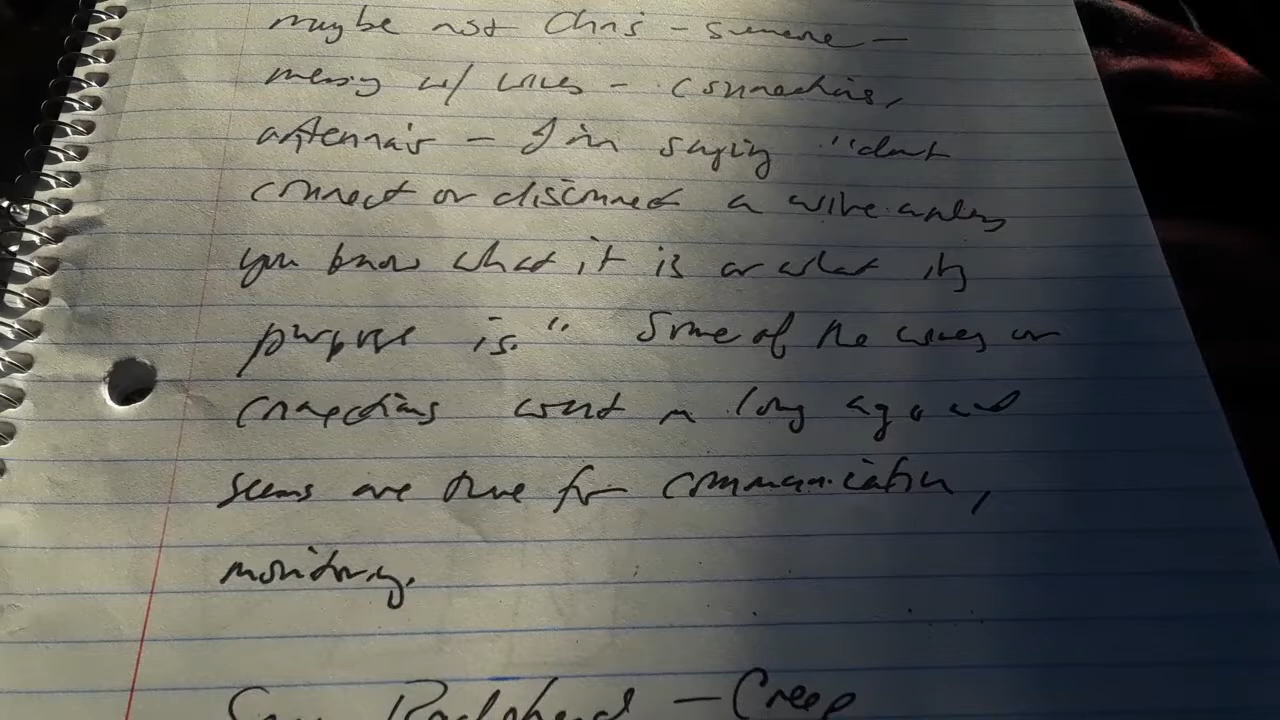 maybe not Chris - someone -
messing w/ wires - connections,
antenna's - I'm saying "dont
connect or disconnect a wire unless
you know what it is or what its
purpose is." Some of the wires or
connections went in long ago and
seems are there for communication,
monitoring.
Radiohead - Creep